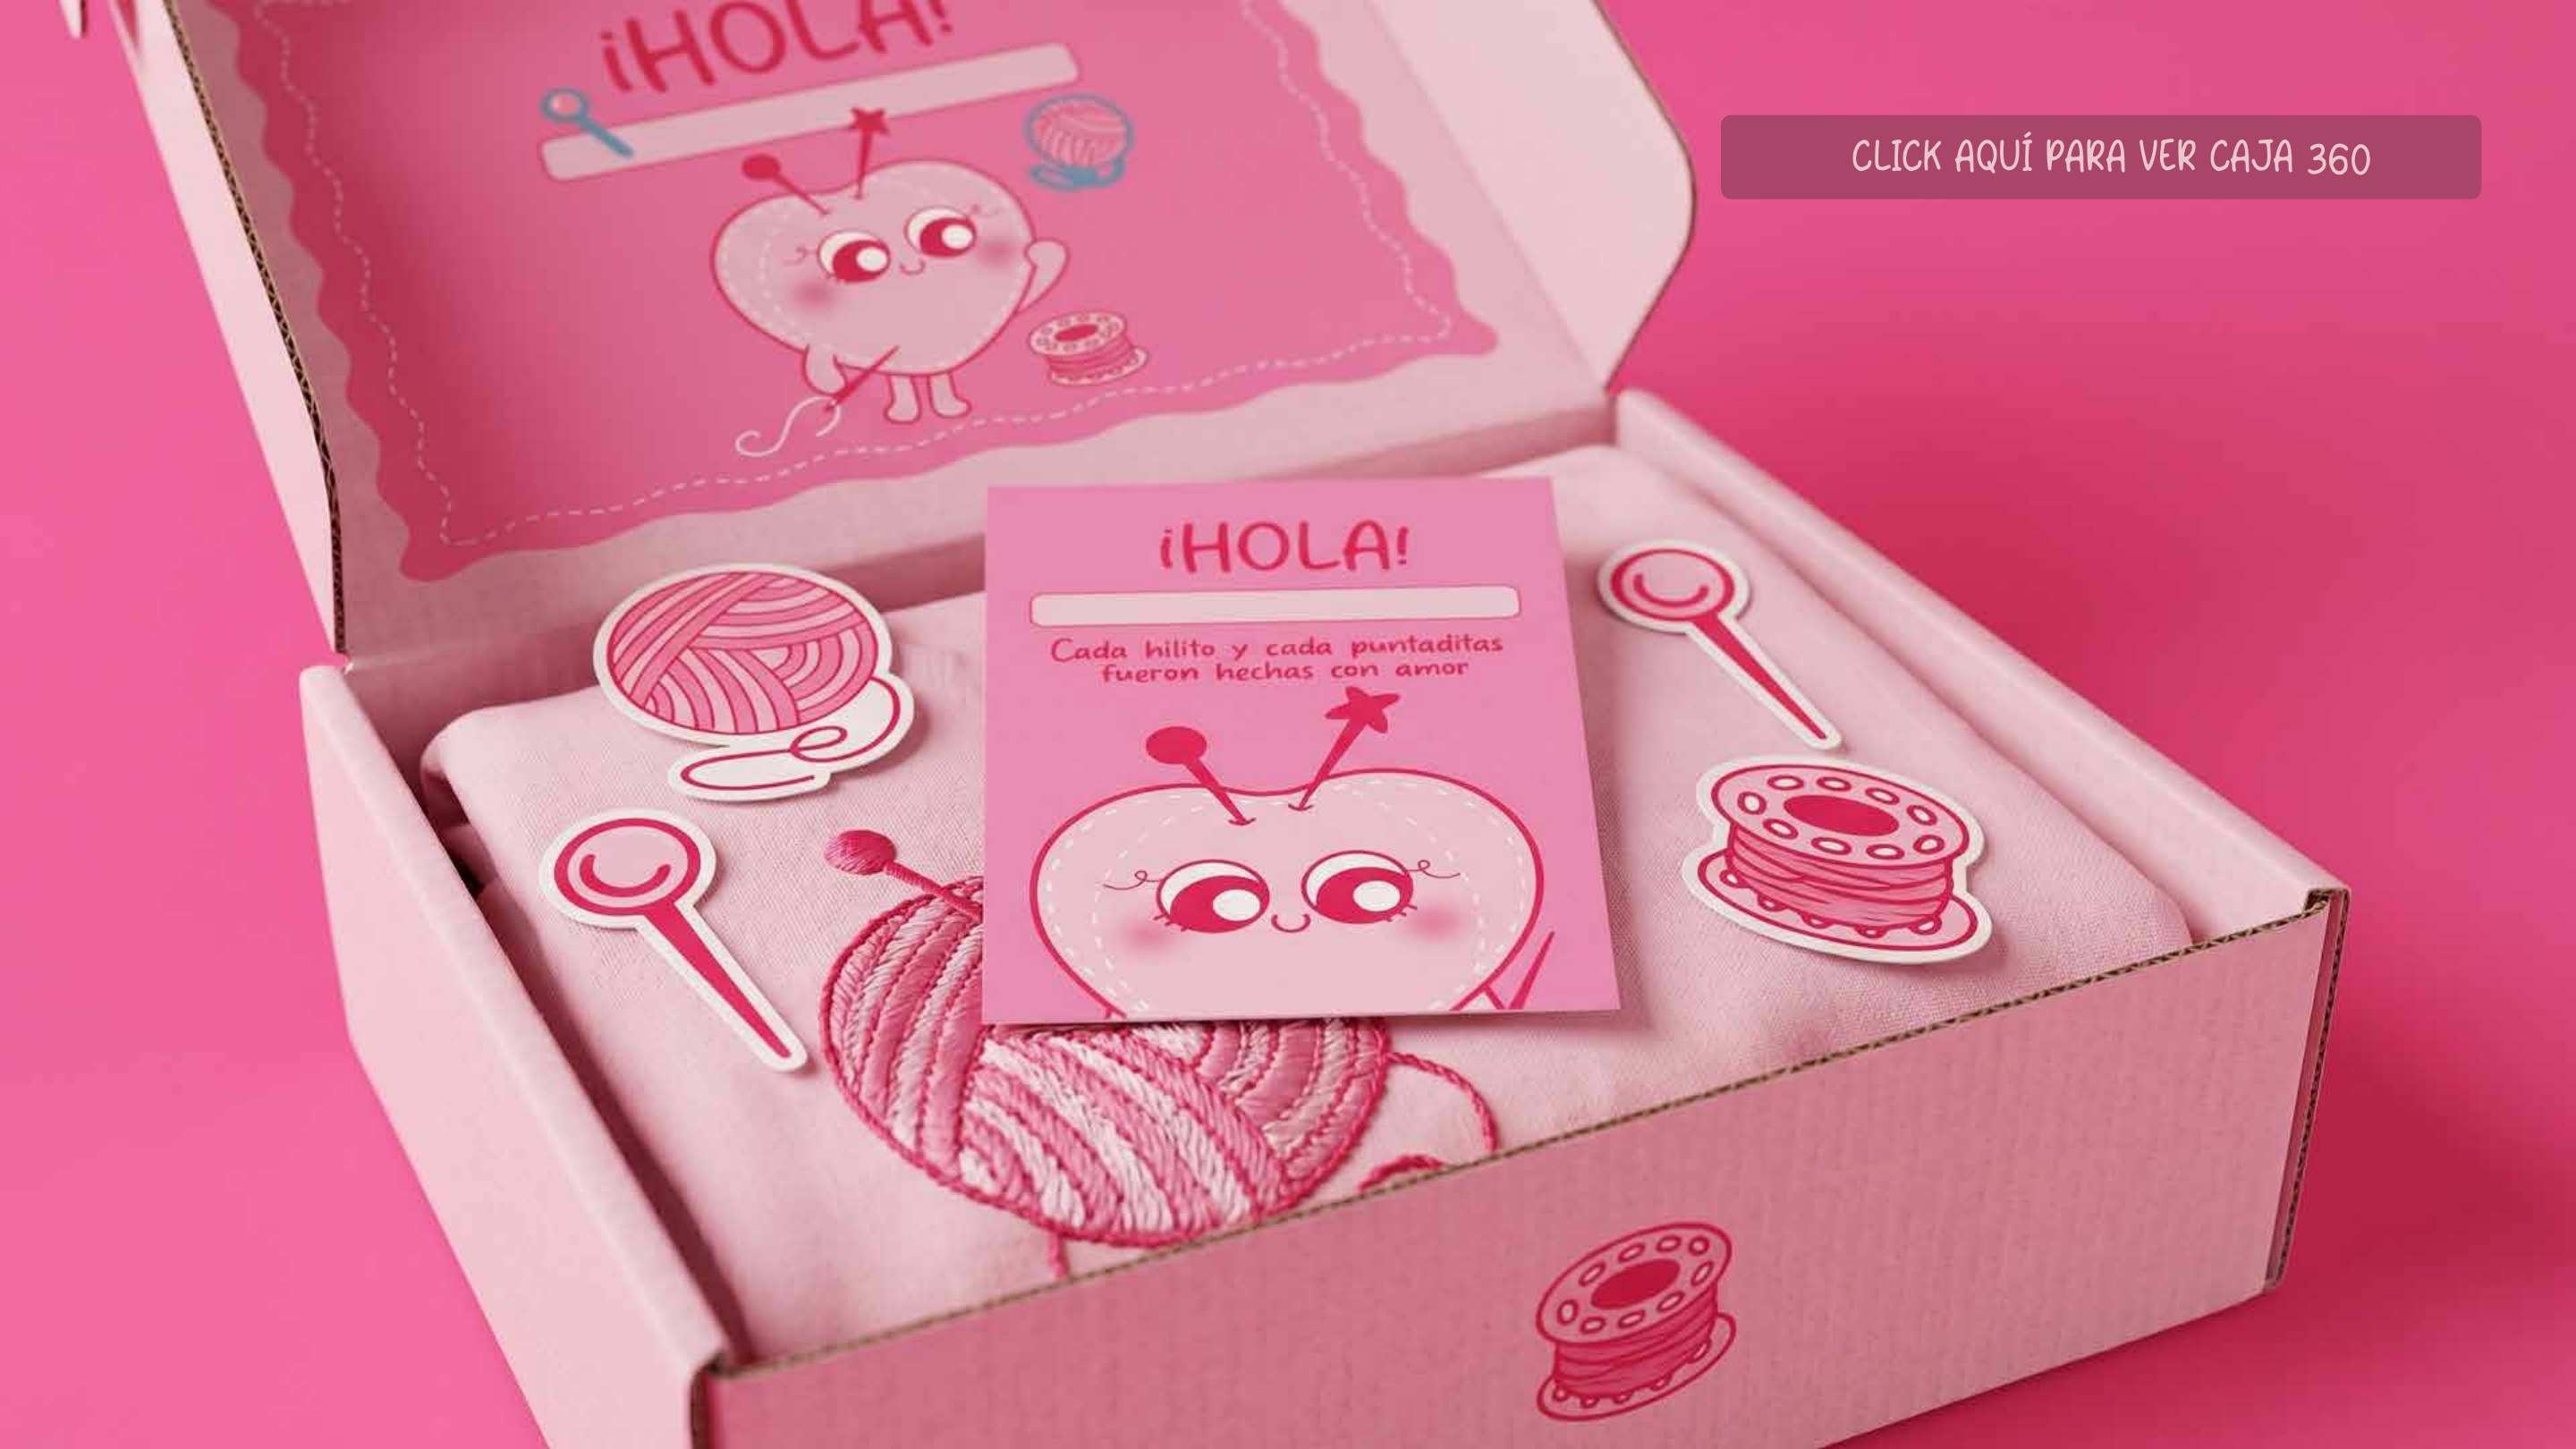 ¡HOLA!
CLICK AQUÍ PARA VER CAJA 360
¡HOLA!
Cada hilito y cada puntaditas
fueron hechas con amor